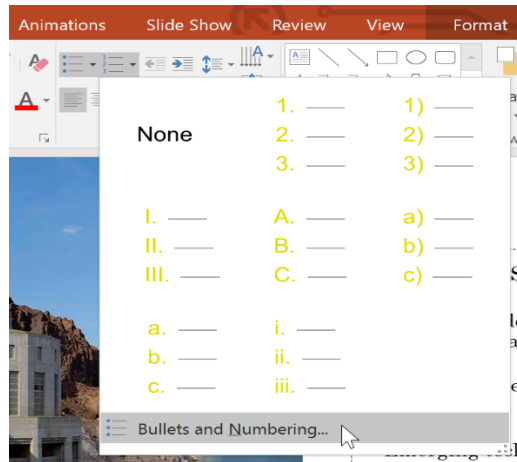 Animations Slide Show Review View Format
A
A
A
None
1.
2.
3.
1)
2)
3)
I.
II.
III.
A.
B.
C.
a)
b)
c)
a.
b.
c.
i.
ii.
iii.
Bullets and Numbering...